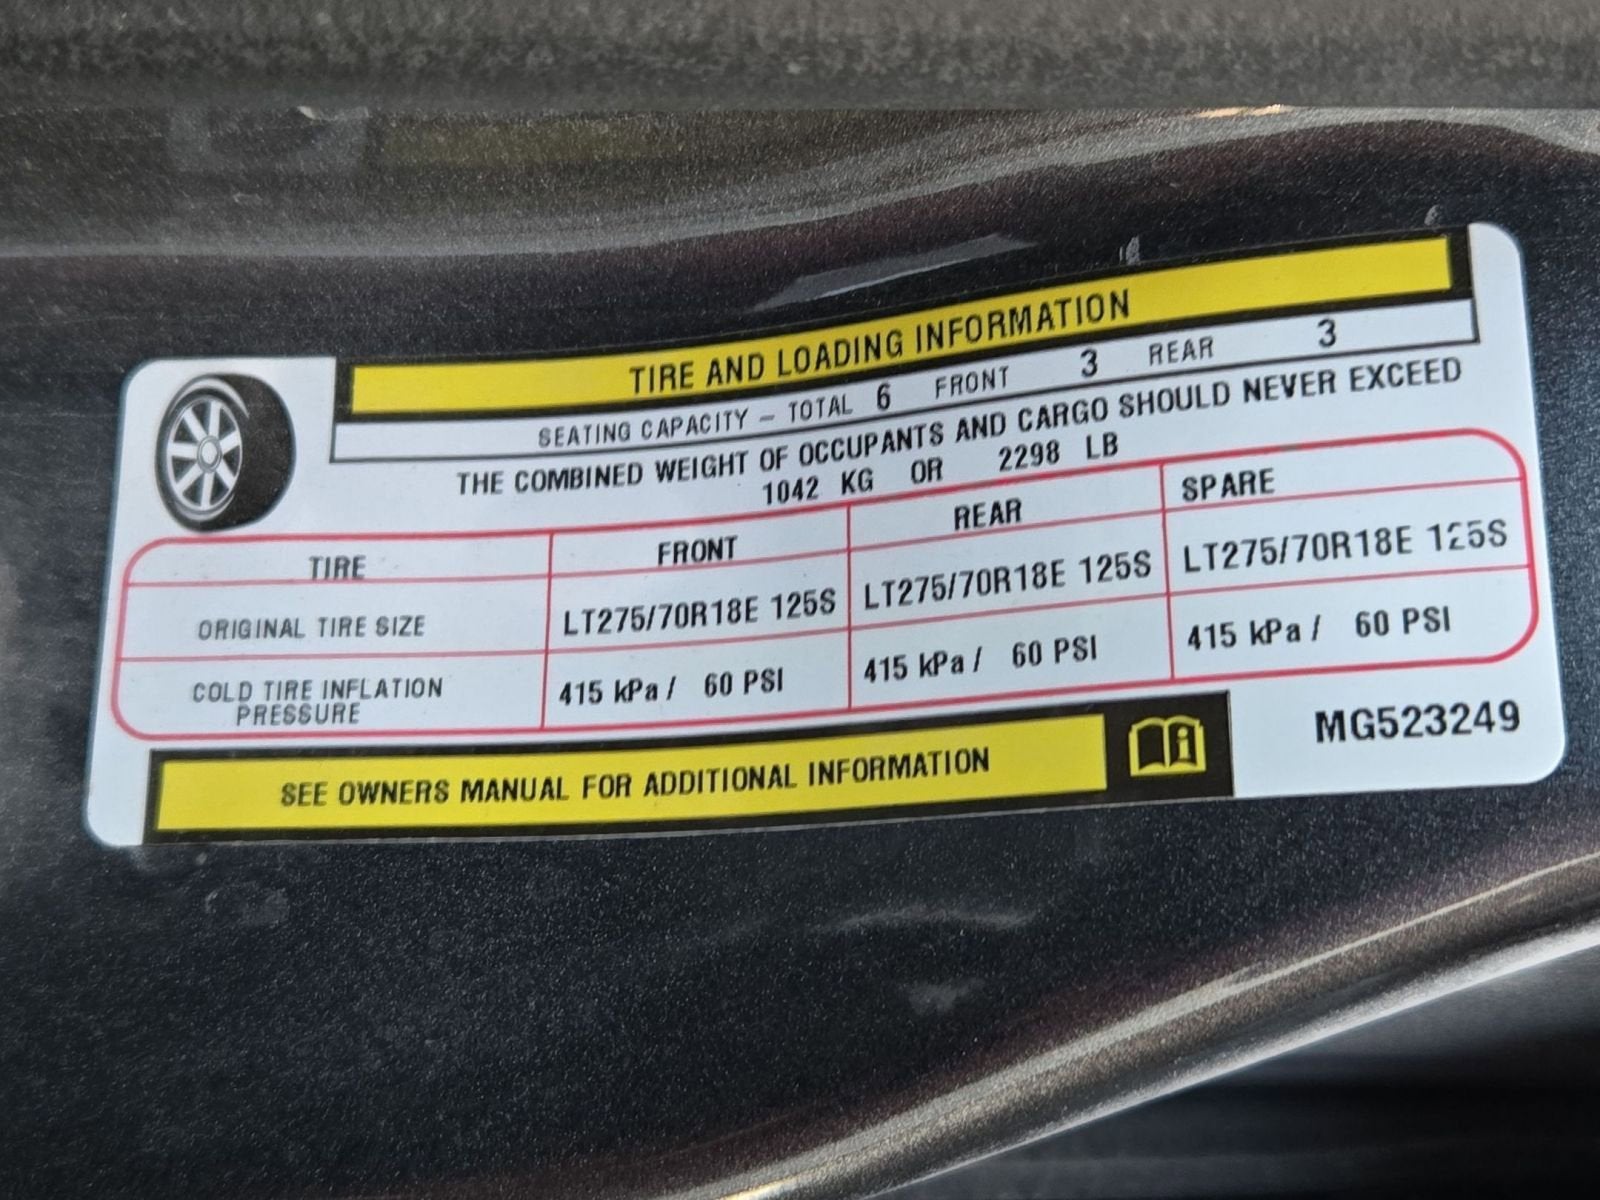 TIRE AND LOADING INFORMATION
SEATING CAPACITY – TOTAL 6 FRONT 3 REAR 3
THE COMBINED WEIGHT OF OCCUPANTS AND CARGO SHOULD NEVER EXCEED
1042 KG OR 2298 LB
TIRE FRONT REAR SPARE
ORIGINAL TIRE SIZE LT275/70R18E 125S LT275/70R18E 125S LT275/70R18E 125S
COLD TIRE INFLATION PRESSURE 415 kPa / 60 PSI 415 kPa / 60 PSI 415 kPa / 60 PSI
SEE OWNERS MANUAL FOR ADDITIONAL INFORMATION
MG523249